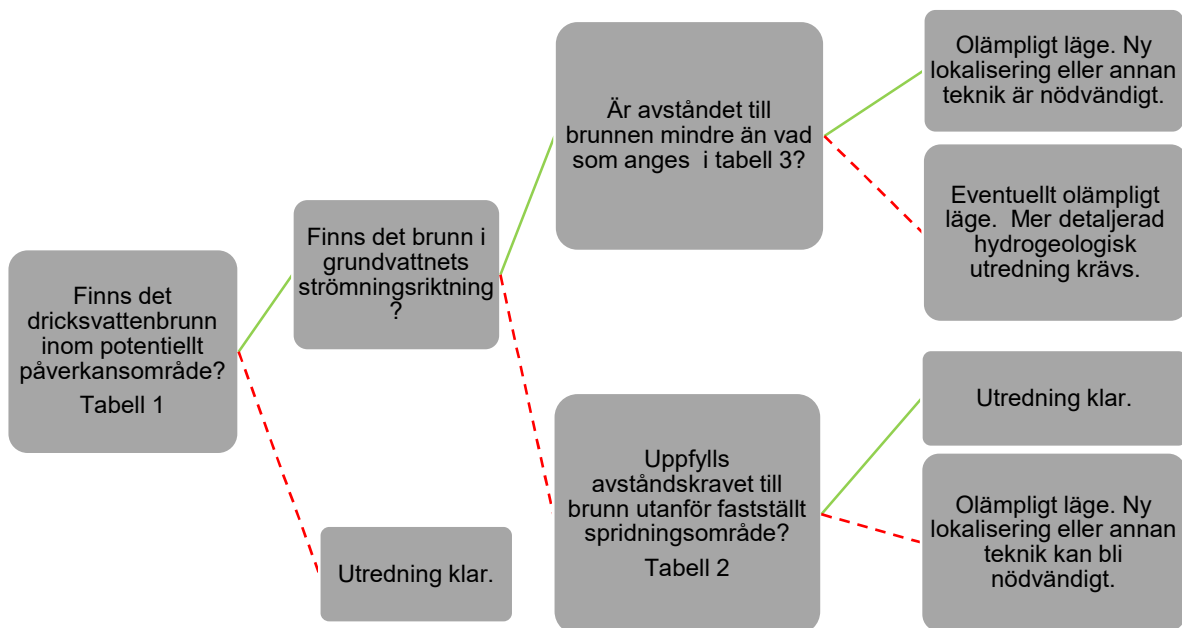 Finns det
dricksvattenbrunn
inom potentiellt
påverkansområde?
Tabell 1
Finns det brunn i
grundvattnets
strömningsriktning
?
Utredning klar.
Är avståndet till
brunnen mindre än vad
som anges i tabell 3?
Uppfylls
avståndskravet till
brunn utanför fastställt
spridningsområde?
Tabell 2
Olämpligt läge. Ny
lokalisering eller annan
teknik är nödvändigt.
Eventuellt olämpligt
läge. Mer detaljerad
hydrogeologisk
utredning krävs.
Utredning klar.
Olämpligt läge. Ny
lokalisering eller annan
teknik kan bli
nödvändigt.